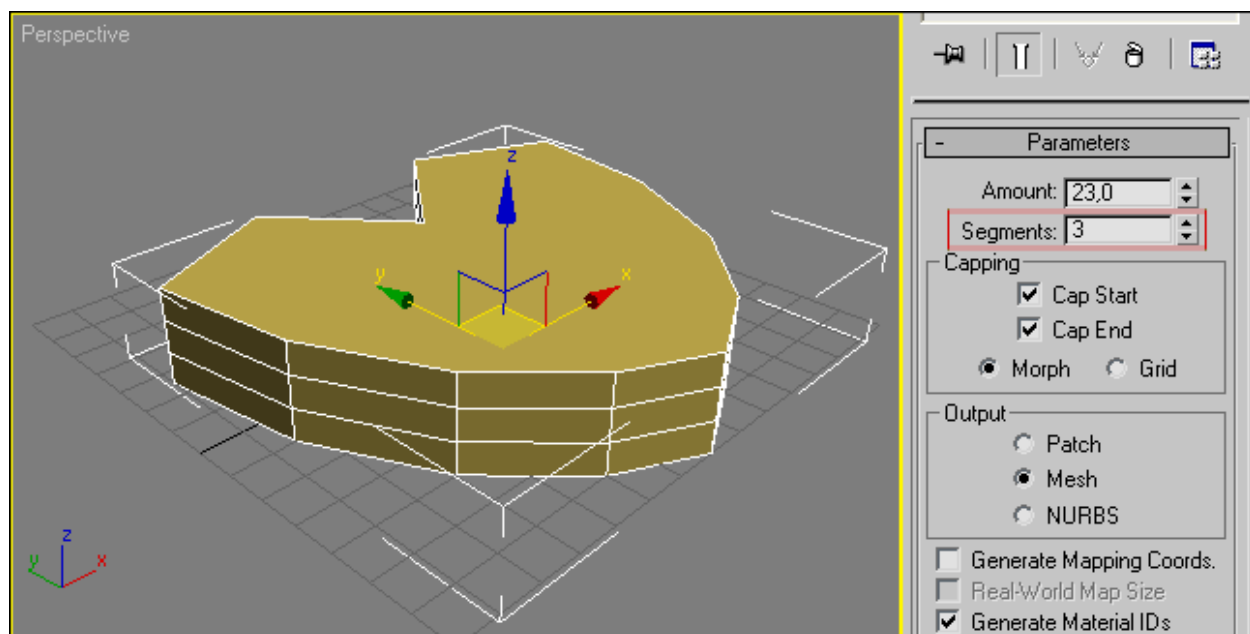 Perspective
z
y
x
z
y
x
- Parameters
Amount: 23,0
Segments: 3
Capping
Cap Start
Cap End
Morph Grid
Output
Patch
Mesh
NURBS
Generate Mapping Coords.
Real-World Map Size
Generate Material IDs